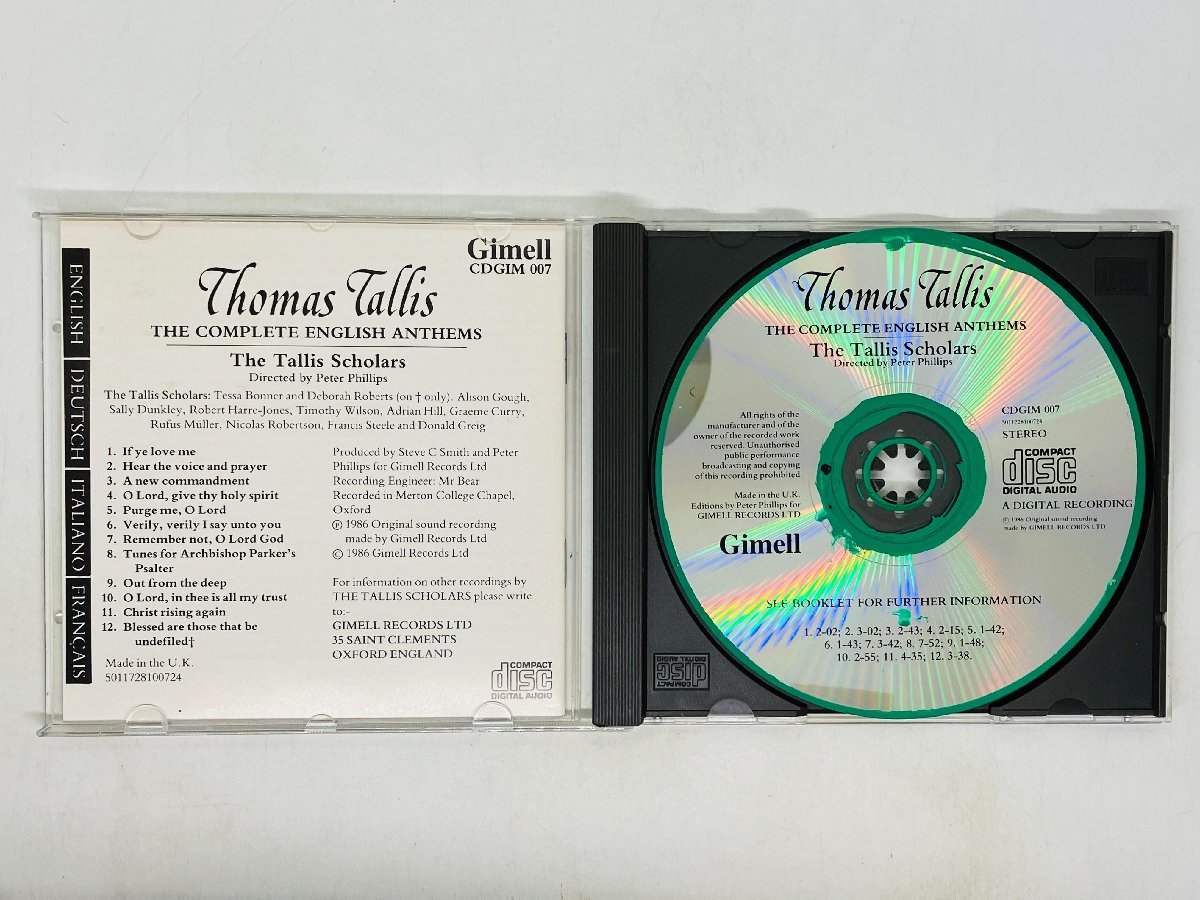 ENGLISH
DEUTSCH
ITALIANO
FRANÇAIS
Gimell
CDGIM 007
Thomas Tallis
THE COMPLETE ENGLISH ANTHEMS
The Tallis Scholars
Directed by Peter Phillips
The Tallis Scholars: Tessa Bonner and Deborah Roberts (on † only). Alison Gough,
Sally Dunkley, Robert Harre-Jones, Timothy Wilson, Adrian Hill, Graeme Curry,
Rufus Müller, Nicolas Robertson, Francis Steele and Donald Greig
1. If ye love me
2. Hear the voice and prayer
3. A new commandment
4. O Lord, give thy holy spirit
5. Purge me, O Lord
6. Verily, verily I say unto you
7. Remember not, O Lord God
8. Tunes for Archbishop Parker's
Psalter
9. Out from the deep
10. O Lord, in thee is all my trust
11. Christ rising again
12. Blessed are those that be
undefiled†
Made in the U.K.
5011728100724
Produced by Steve C Smith and Peter
Phillips for Gimell Records Ltd
Recording Engineer: Mr Bear
Recorded in Merton College Chapel,
Oxford
℗ 1986 Original sound recording
made by Gimell Records Ltd
© 1986 Gimell Records Ltd
For information on other recordings by
THE TALLIS SCHOLARS please write
to:-
GIMELL RECORDS LTD
35 SAINT CLEMENTS
OXFORD ENGLAND
COMPACT
disc
DIGITAL AUDIO
Thomas Tallis
THE COMPLETE ENGLISH ANTHEMS
The Tallis Scholars
Directed by Peter Phillips
All rights of the
manufacturer and of the
owner of the recorded work
reserved. Unauthorised
public performance
broadcasting and copying
of this recording prohibited
Made in the U.K.
Editions by Peter Phillips for
GIMELL RECORDS LTD
Gimell
CDGIM 007
5011728100724
STEREO
COMPACT
disc
DIGITAL AUDIO
A DIGITAL RECORDING
℗ 1986 Original sound recording
made by GIMELL RECORDS LTD
SEE BOOKLET FOR FURTHER INFORMATION
1. 2-02; 2. 3-02; 3. 2-43; 4. 2-15; 5. 1-42;
6. 1-43; 7. 3-42; 8. 7-52; 9. 1-48;
10. 2-55; 11. 4-35; 12. 3-38.
COMPACT
disc
DIGITAL AUDIO